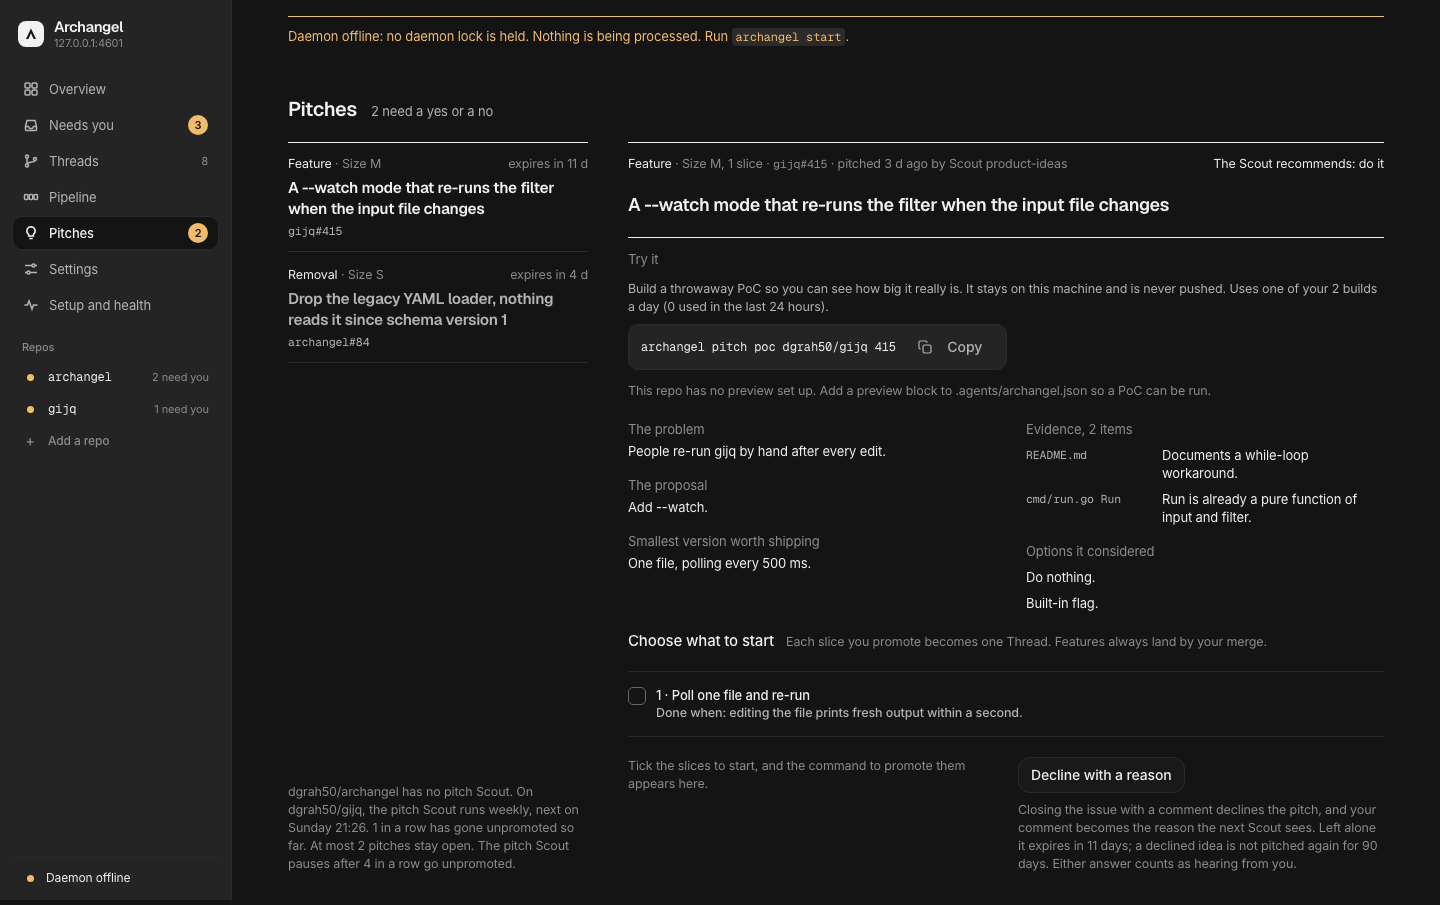 Archangel
127.0.0.1:4601
Overview
Needs you 3
Threads 8
Pipeline
Pitches 2
Settings
Setup and health
Repos
archangel 2 need you
gijq 1 need you
+ Add a repo
Daemon offline
Daemon offline: no daemon lock is held. Nothing is being processed. Run archangel start.
Pitches 2 need a yes or a no
Feature · Size M expires in 11 d
A --watch mode that re-runs the filter
when the input file changes
gijq#415
Removal · Size S expires in 4 d
Drop the legacy YAML loader, nothing
reads it since schema version 1
archangel#84
dgrah50/archangel has no pitch Scout. On
dgrah50/gijq, the pitch Scout runs weekly, next on
Sunday 21:26. 1 in a row has gone unpromoted so
far. At most 2 pitches stay open. The pitch Scout
pauses after 4 in a row go unpromoted.
Feature · Size M, 1 slice · gijq#415 · pitched 3 d ago by Scout product-ideas The Scout recommends: do it
A --watch mode that re-runs the filter when the input file changes
Try it
Build a throwaway PoC so you can see how big it really is. It stays on this machine and is never pushed. Uses one of your 2 builds
a day (0 used in the last 24 hours).
archangel pitch poc dgrah50/gijq 415 Copy
This repo has no preview set up. Add a preview block to .agents/archangel.json so a PoC can be run.
The problem
People re-run gijq by hand after every edit.
The proposal
Add --watch.
Smallest version worth shipping
One file, polling every 500 ms.
Evidence, 2 items
README.md Documents a while-loop
workaround.
cmd/run.go Run Run is already a pure function of
input and filter.
Options it considered
Do nothing.
Built-in flag.
Choose what to start Each slice you promote becomes one Thread. Features always land by your merge.
1 · Poll one file and re-run
Done when: editing the file prints fresh output within a second.
Tick the slices to start, and the command to promote them
appears here.
Decline with a reason
Closing the issue with a comment declines the pitch, and your
comment becomes the reason the next Scout sees. Left alone
it expires in 11 days; a declined idea is not pitched again for 90
days. Either answer counts as hearing from you.